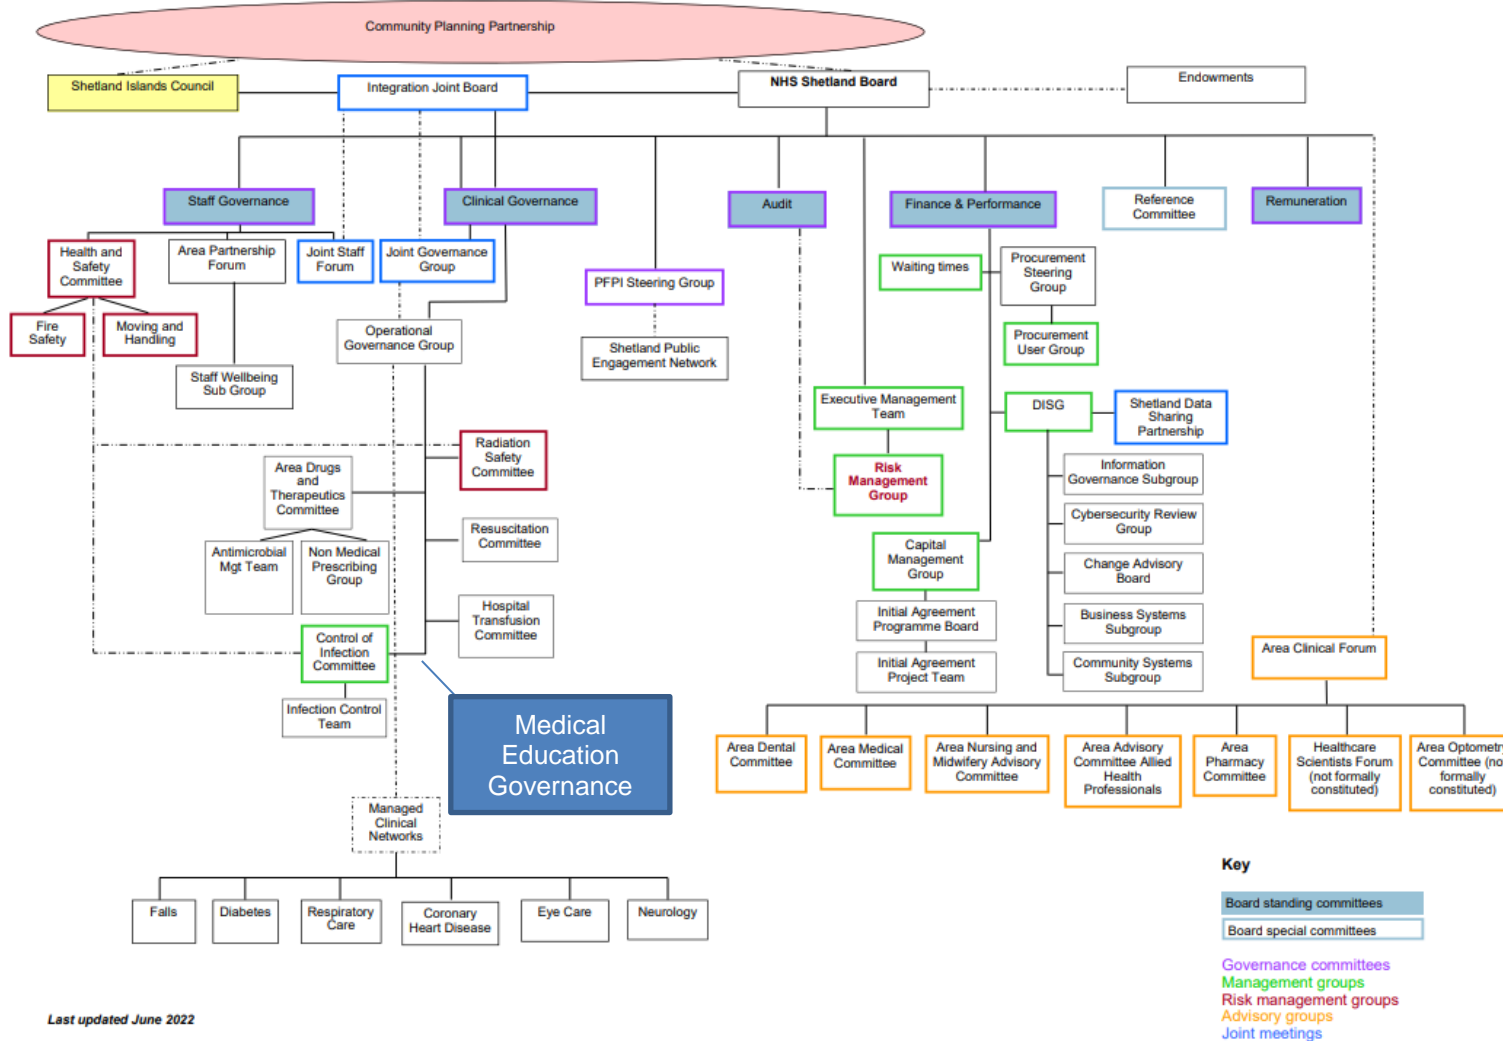 Community Planning Partnership
Shetland Islands Council
Integration Joint Board
NHS Shetland Board
Endowments
Staff Governance
Clinical Governance
Audit
Finance & Performance
Reference
Committee
Remuneration
Health and
Safety
Committee
Area Partnership
Forum
Joint Staff
Forum
Joint Governance
Group
PFPI Steering Group
Waiting times
Procurement
Steering
Group
Fire
Safety
Moving and
Handling
Operational
Governance Group
Shetland Public
Engagement Network
Procurement
User Group
Staff Wellbeing
Sub Group
Executive Management
Team
DISG
Shetland Data
Sharing
Partnership
Radiation
Safety
Committee
Area Drugs
and
Therapeutics
Committee
Risk
Management
Group
Information
Governance Subgroup
Resuscitation
Committee
Cybersecurity Review
Group
Antimicrobial
Mgt Team
Non Medical
Prescribing
Group
Capital
Management
Group
Change Advisory
Board
Hospital
Transfusion
Committee
Initial Agreement
Programme Board
Business Systems
Subgroup
Control of
Infection
Committee
Initial Agreement
Project Team
Community Systems
Subgroup
Area Clinical Forum
Infection Control
Team
Medical
Education
Governance
Area Dental
Committee
Area Medical
Committee
Area Nursing and
Midwifery Advisory
Committee
Area Advisory
Committee Allied
Health
Professionals
Area
Pharmacy
Committee
Healthcare
Scientists Forum
(not formally
constituted)
Area Optometry
Committee (no
formally
constituted)
Managed
Clinical
Networks
Falls
Diabetes
Respiratory
Care
Coronary
Heart Disease
Eye Care
Neurology
Key
Board standing committees
Board special committees
Governance committees
Management groups
Risk management groups
Advisory groups
Joint meetings
Last updated June 2022